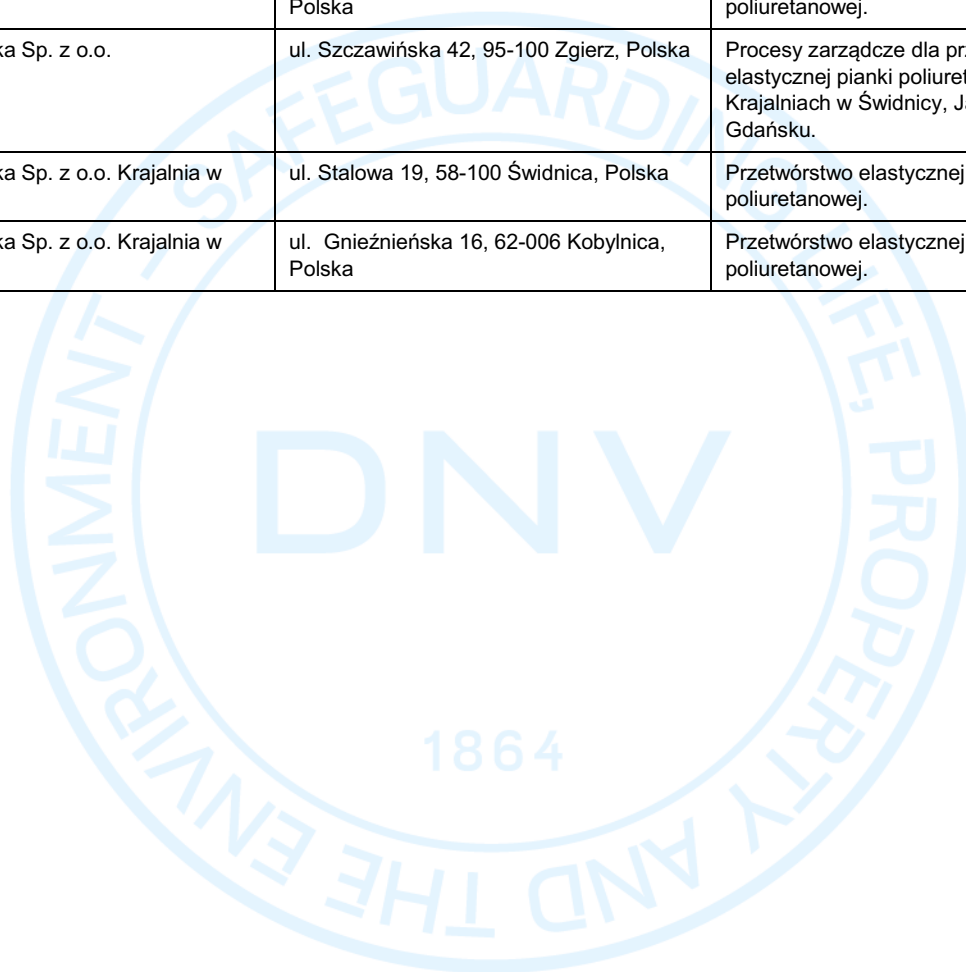 Polska
poliuretanowej.
ka Sp. z o.o.
ul. Szczawińska 42, 95-100 Zgierz, Polska
Procesy zarządcze dla prz
elastycznej pianki poliuret
Krajalniach w Świdnicy, Ja
Gdańsku.
ka Sp. z o.o. Krajalnia w
ul. Stalowa 19, 58-100 Świdnica, Polska
Przetwórstwo elastycznej
poliuretanowej.
ka Sp. z o.o. Krajalnia w
ul. Gnieźnieńska 16, 62-006 Kobylnica,
Polska
Przetwórstwo elastycznej
poliuretanowej.
SAFEGUARDING LIFE, PROPERTY AND THE ENVIRONMENT –
DNV
1864